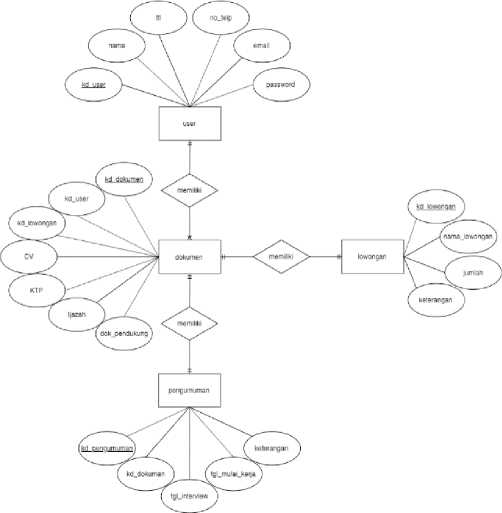 ttl
no_telp
nama
email
kd_user
password
user
memiliki
kd_dokumen
kd_user
kd_lowongan
CV
KTP
Ijazah
dok_pendukung
dokumen
memiliki
lowongan
kd_lowongan
nama_lowongan
jumlah
keterangan
memiliki
pengumuman
kd_pengumuman
kd_dokumen
tgl_interview
tgl_mulai_kerja
keterangan